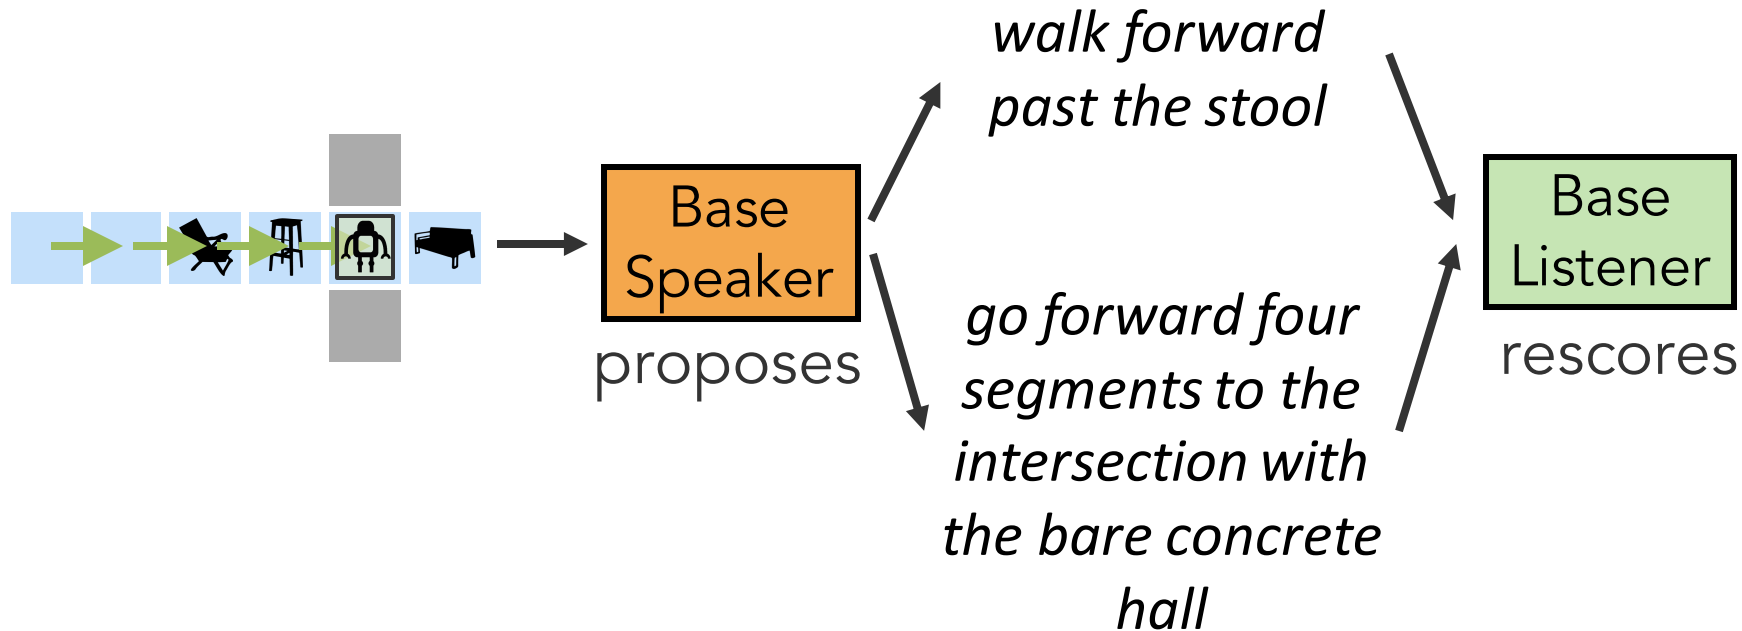 walk forward
past the stool
Base
Speaker
proposes
go forward four
segments to the
intersection with
the bare concrete
hall
Base
Listener
rescores